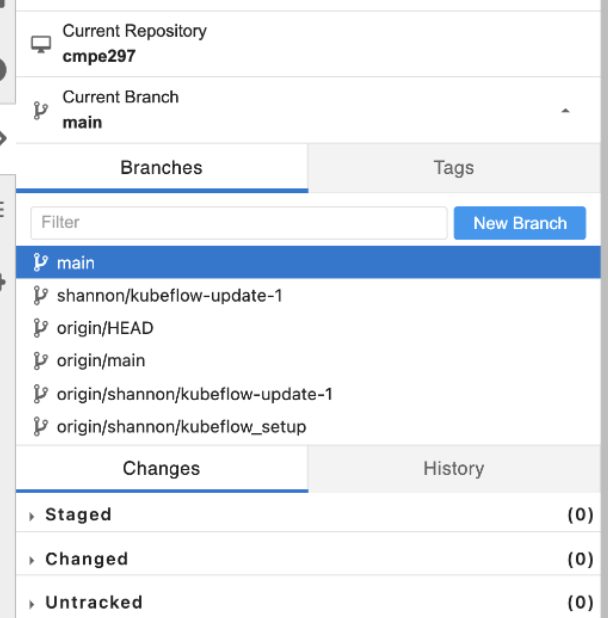 Current Repository
cmpe297
Current Branch
main
Branches
Tags
Filter
New Branch
main
shannon/kubeflow-update-1
origin/HEAD
origin/main
origin/shannon/kubeflow-update-1
origin/shannon/kubeflow_setup
Changes
History
Staged (0)
Changed (0)
Untracked (0)